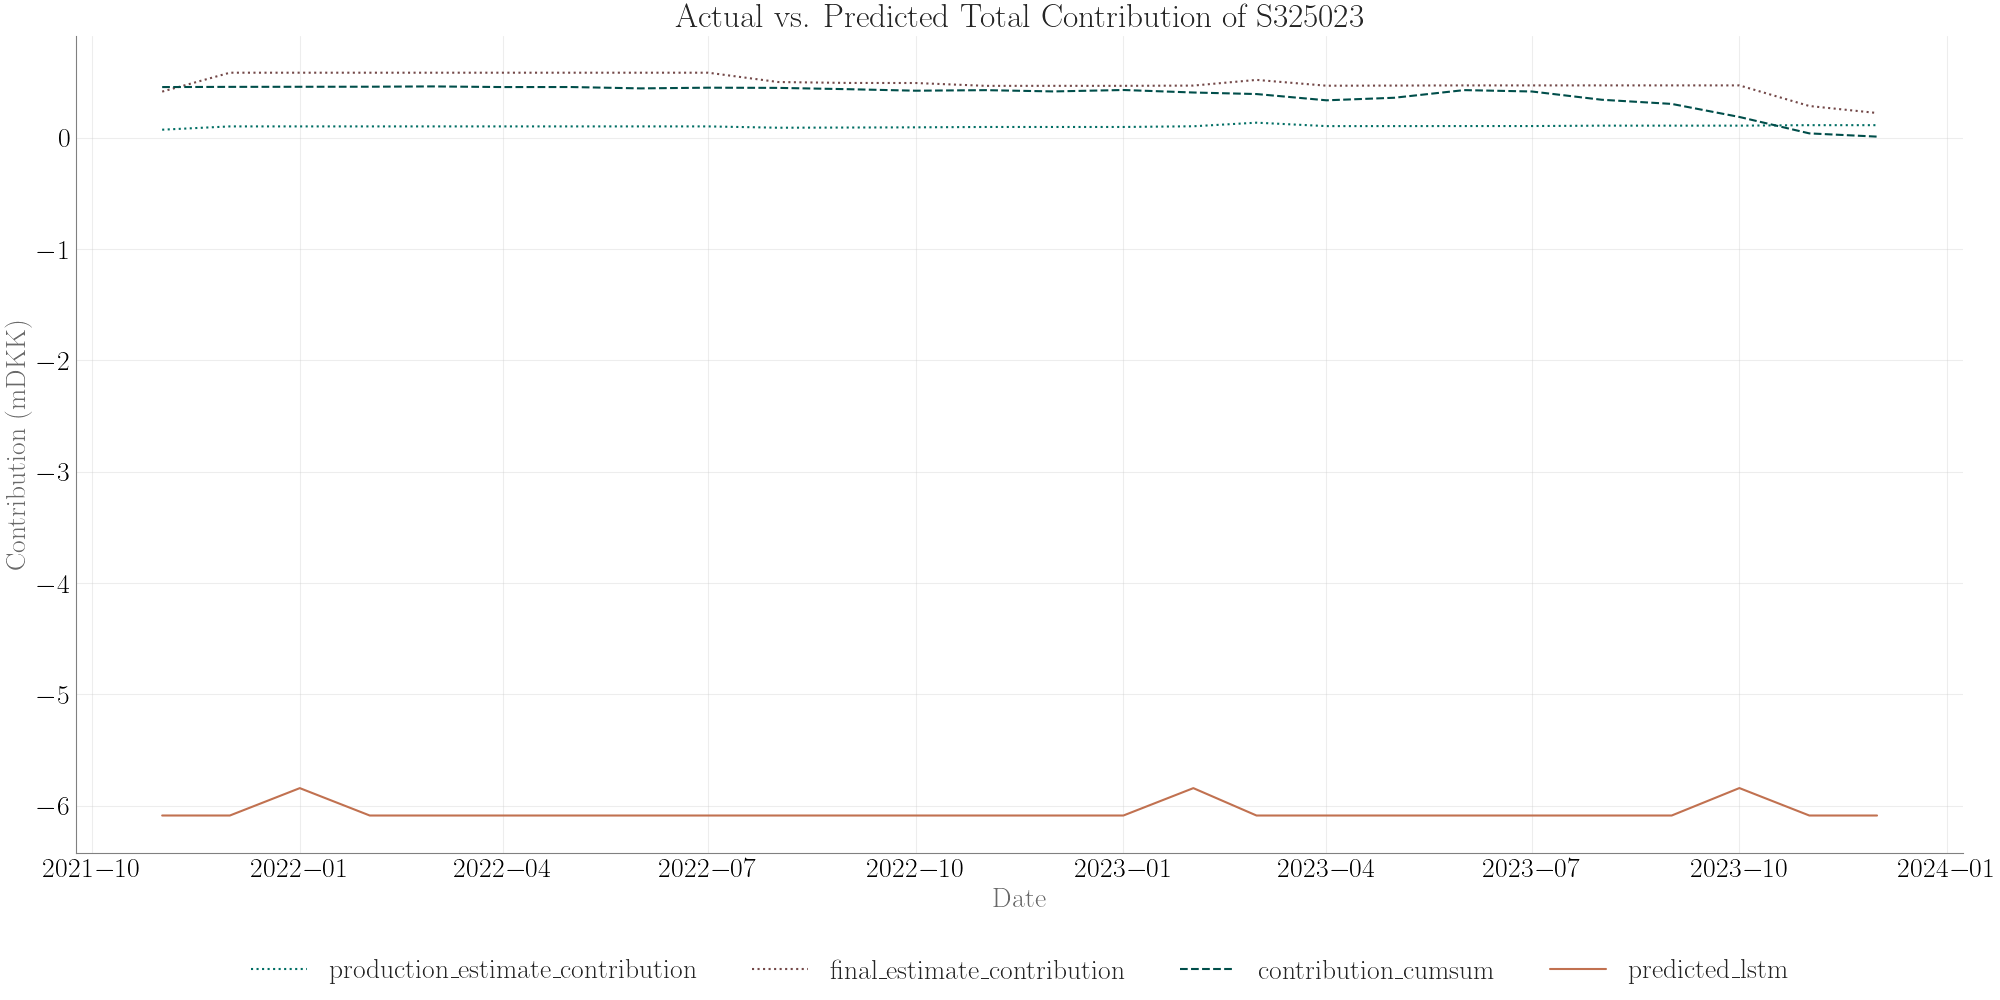 Actual vs. Predicted Total Contribution of S325023
Contribution (mDKK)
0
−1
−2
−3
−4
−5
−6
2021−10 2022−01 2022−04 2022−07 2022−10 2023−01 2023−04 2023−07 2023−10 2024−01
Date
production_estimate_contribution final_estimate_contribution contribution_cumsum predicted_lstm